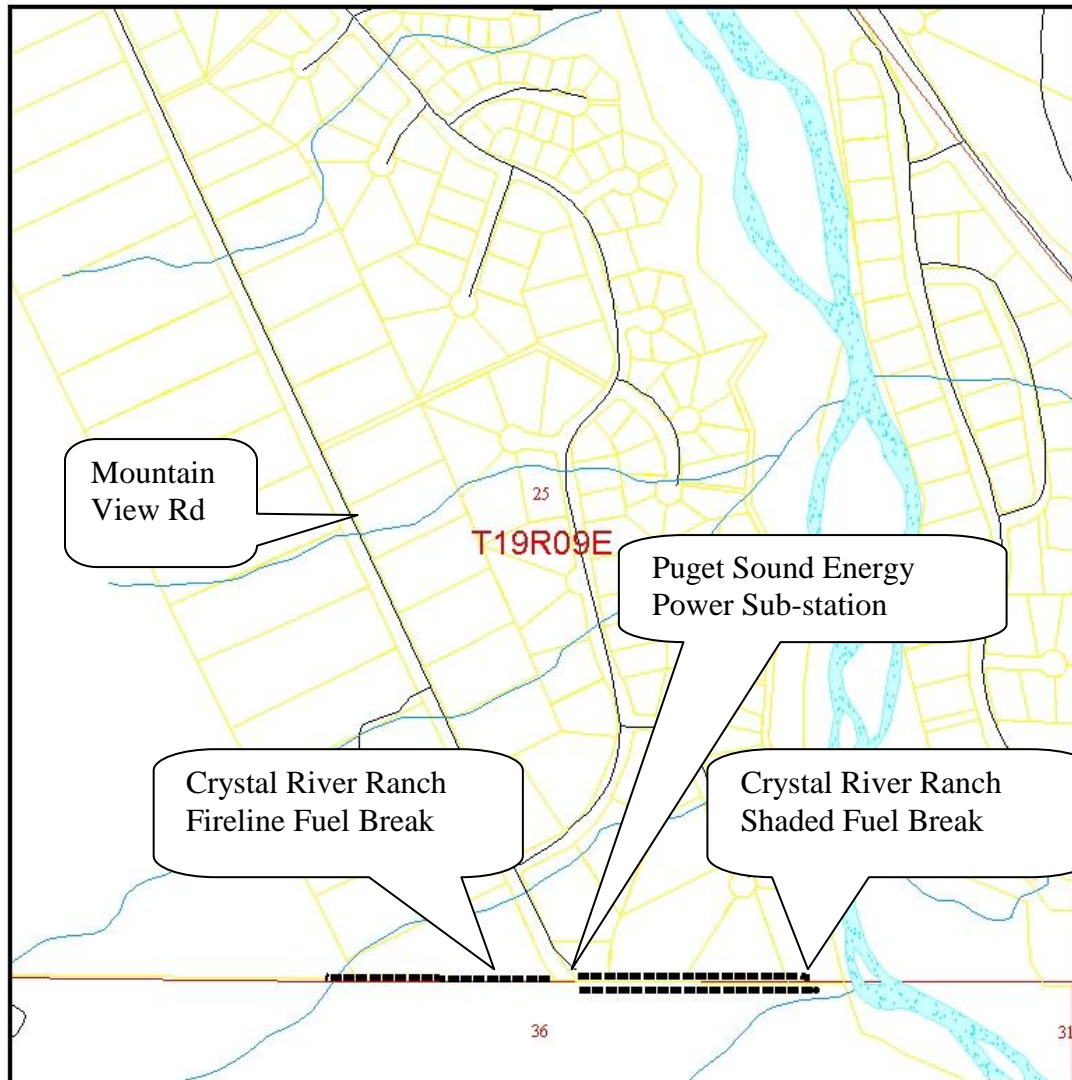 Mountain
View Rd
25
T19R09E
Puget Sound Energy
Power Sub-station
Crystal River Ranch
Fireline Fuel Break
Crystal River Ranch
Shaded Fuel Break
36
31